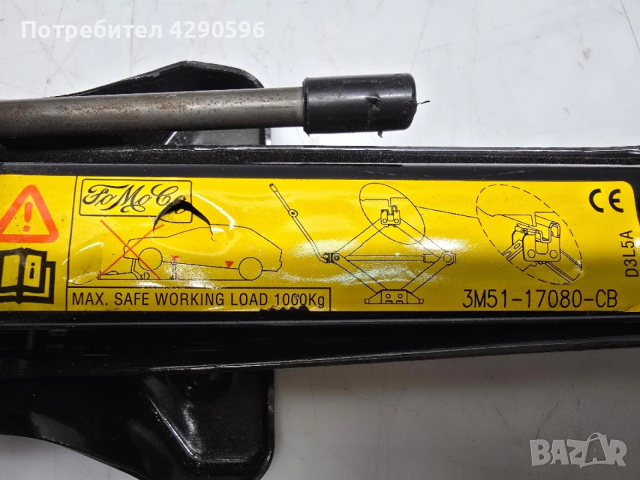 Потребител 4290596
FoMoCo
CE
D3L5A
MAX. SAFE WORKING LOAD 1000Kg
3M51-17080-CB
BAZAR